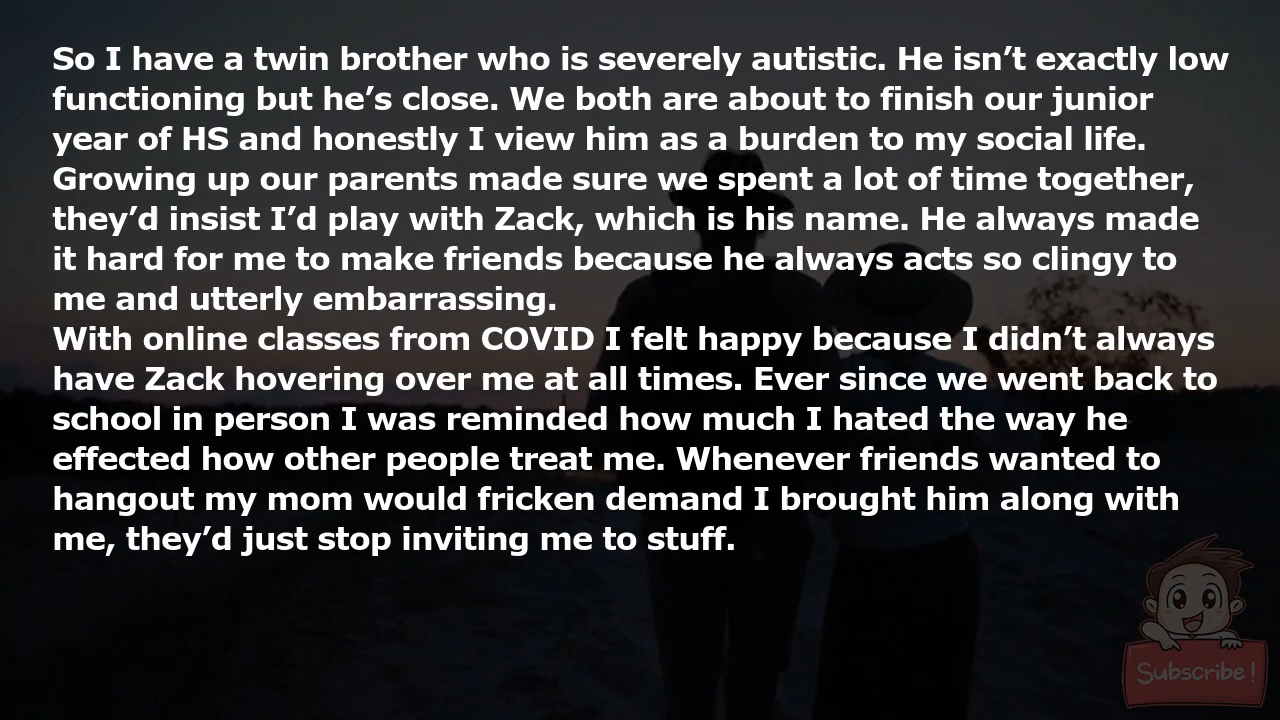 So I have a twin brother who is severely autistic. He isn’t exactly low
functioning but he’s close. We both are about to finish our junior
year of HS and honestly I view him as a burden to my social life.
Growing up our parents made sure we spent a lot of time together,
they’d insist I’d play with Zack, which is his name. He always made
it hard for me to make friends because he always acts so clingy to
me and utterly embarrassing.
With online classes from COVID I felt happy because I didn’t always
have Zack hovering over me at all times. Ever since we went back to
school in person I was reminded how much I hated the way he
effected how other people treat me. Whenever friends wanted to
hangout my mom would fricken demand I brought him along with
me, they’d just stop inviting me to stuff.
Subscribe!